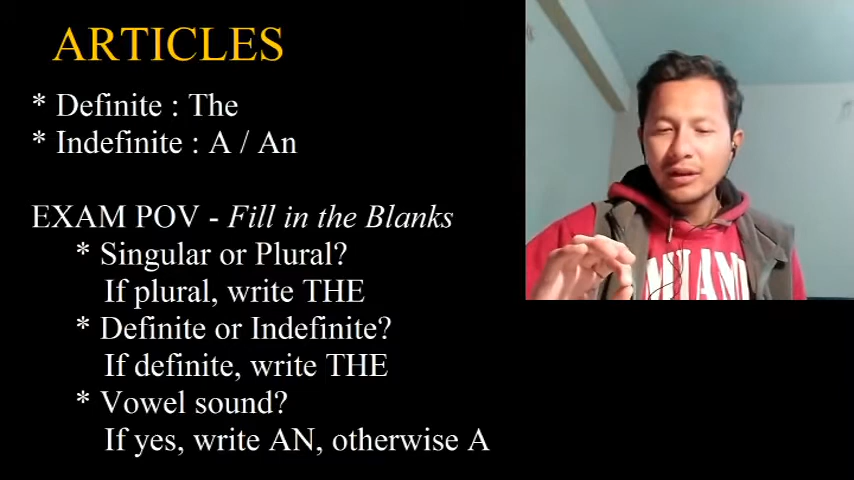 ARTICLES
* Definite : The
* Indefinite : A / An
EXAM POV - Fill in the Blanks
* Singular or Plural?
If plural, write THE
* Definite or Indefinite?
If definite, write THE
* Vowel sound?
If yes, write AN, otherwise A